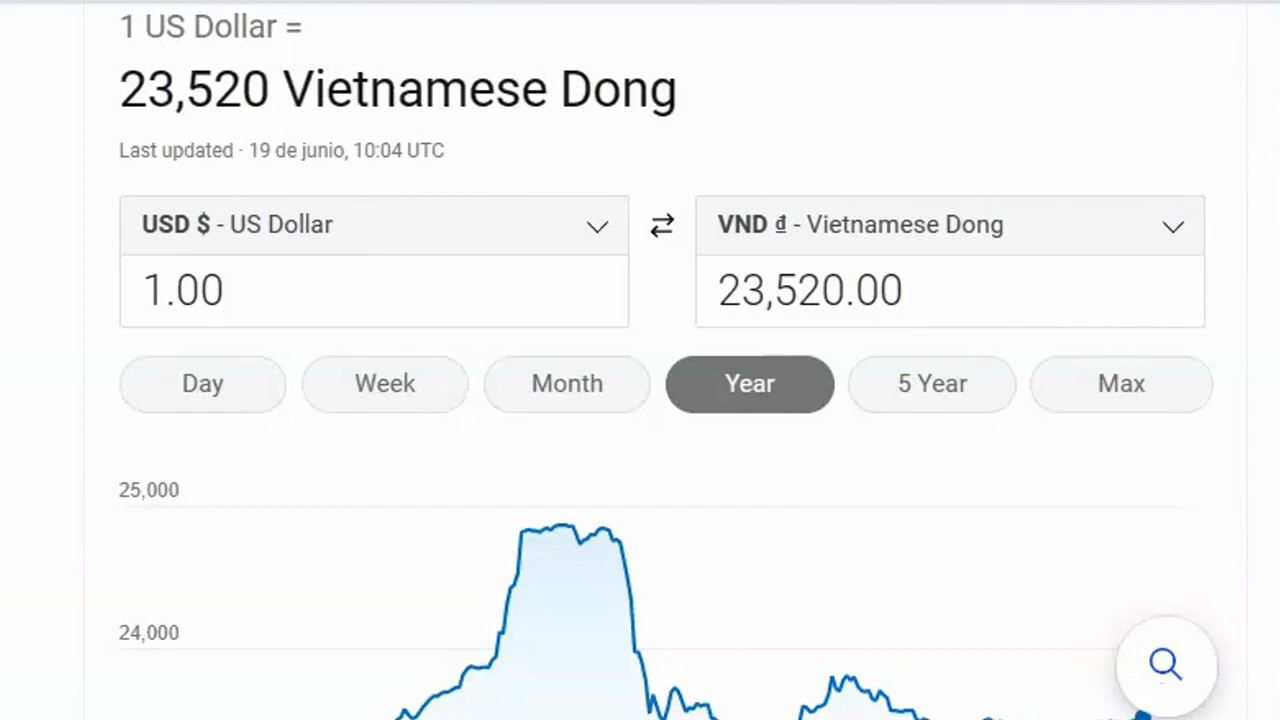 1 US Dollar =
23,520 Vietnamese Dong
Last updated · 19 de junio, 10:04 UTC
USD $ - US Dollar
VND ₫ - Vietnamese Dong
1.00
23,520.00
Day
Week
Month
Year
5 Year
Max
25,000
24,000